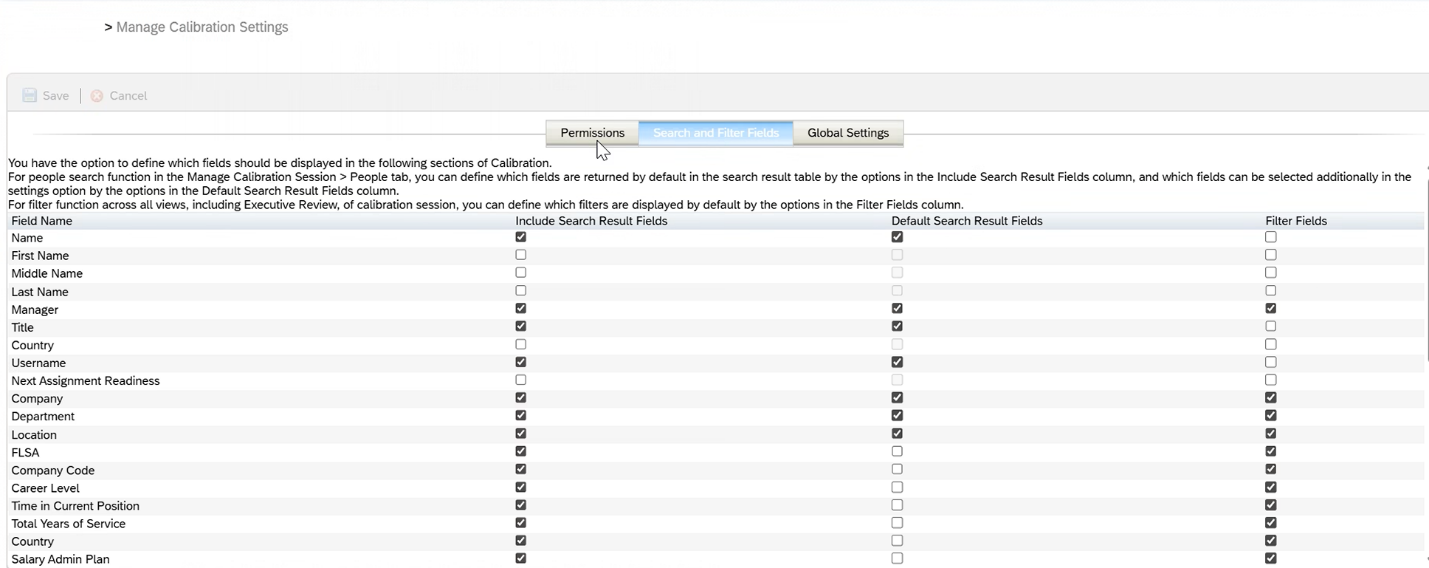 > Manage Calibration Settings
Save | Cancel
Permissions Search and Filter Fields Global Settings
You have the option to define which fields should be displayed in the following sections of Calibration.
For people search function in the Manage Calibration Session > People tab, you can define which fields are returned by default in the search result table by the options in the Include Search Result Fields column, and which fields can be selected additionally in the
settings option by the options in the Default Search Result Fields column.
For filter function across all views, including Executive Review, of calibration session, you can define which filters are displayed by default by the options in the Filter Fields column.
Field Name Include Search Result Fields Default Search Result Fields Filter Fields
Name
First Name
Middle Name
Last Name
Manager
Title
Country
Username
Next Assignment Readiness
Company
Department
Location
FLSA
Company Code
Career Level
Time in Current Position
Total Years of Service
Country
Salary Admin Plan